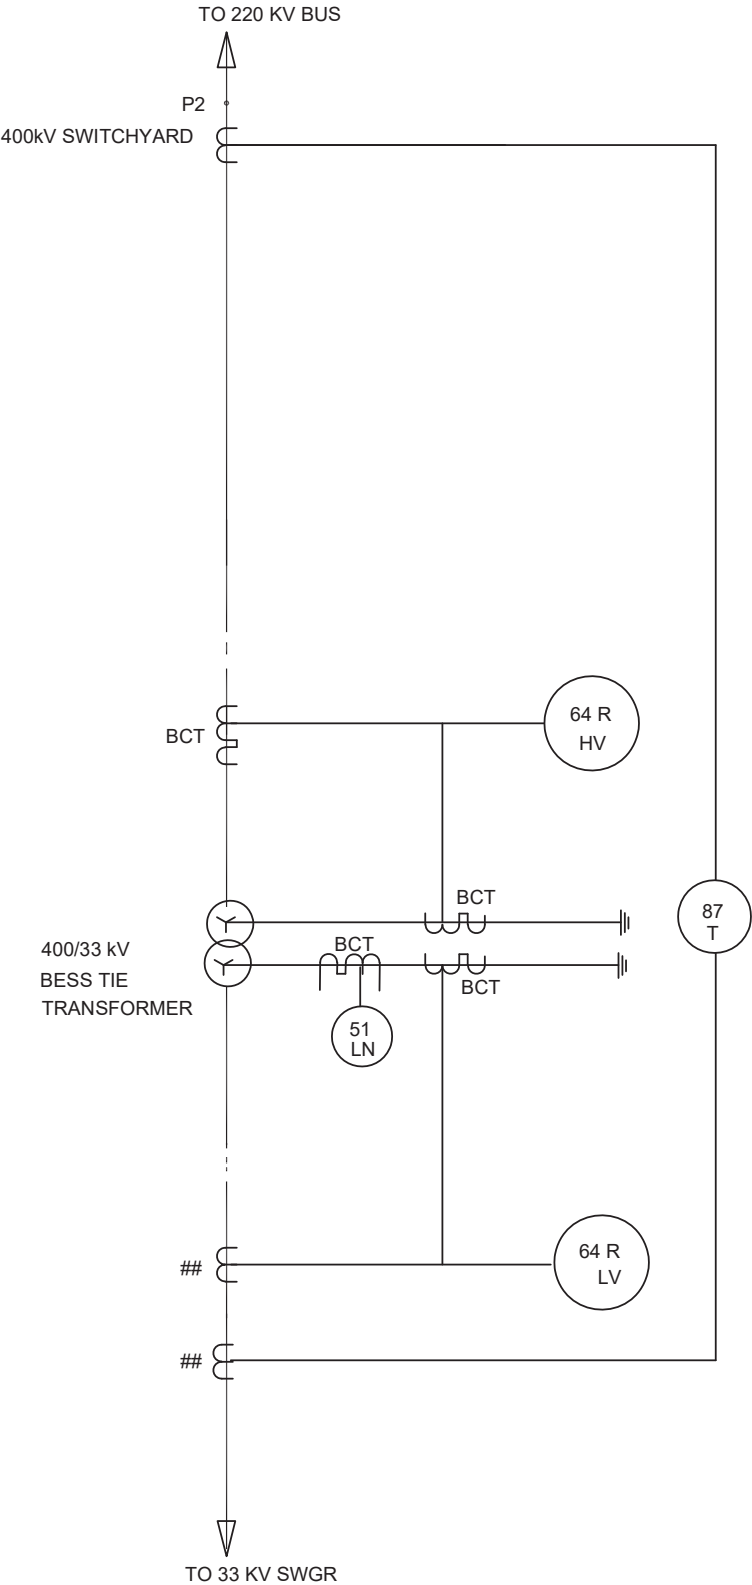 TO 220 KV BUS
P2
400kV SWITCHYARD
BCT
64 R
HV
BCT
87
T
400/33 kV
BESS TIE
TRANSFORMER
BCT
BCT
51
LN
##
64 R
LV
##
TO 33 KV SWGR